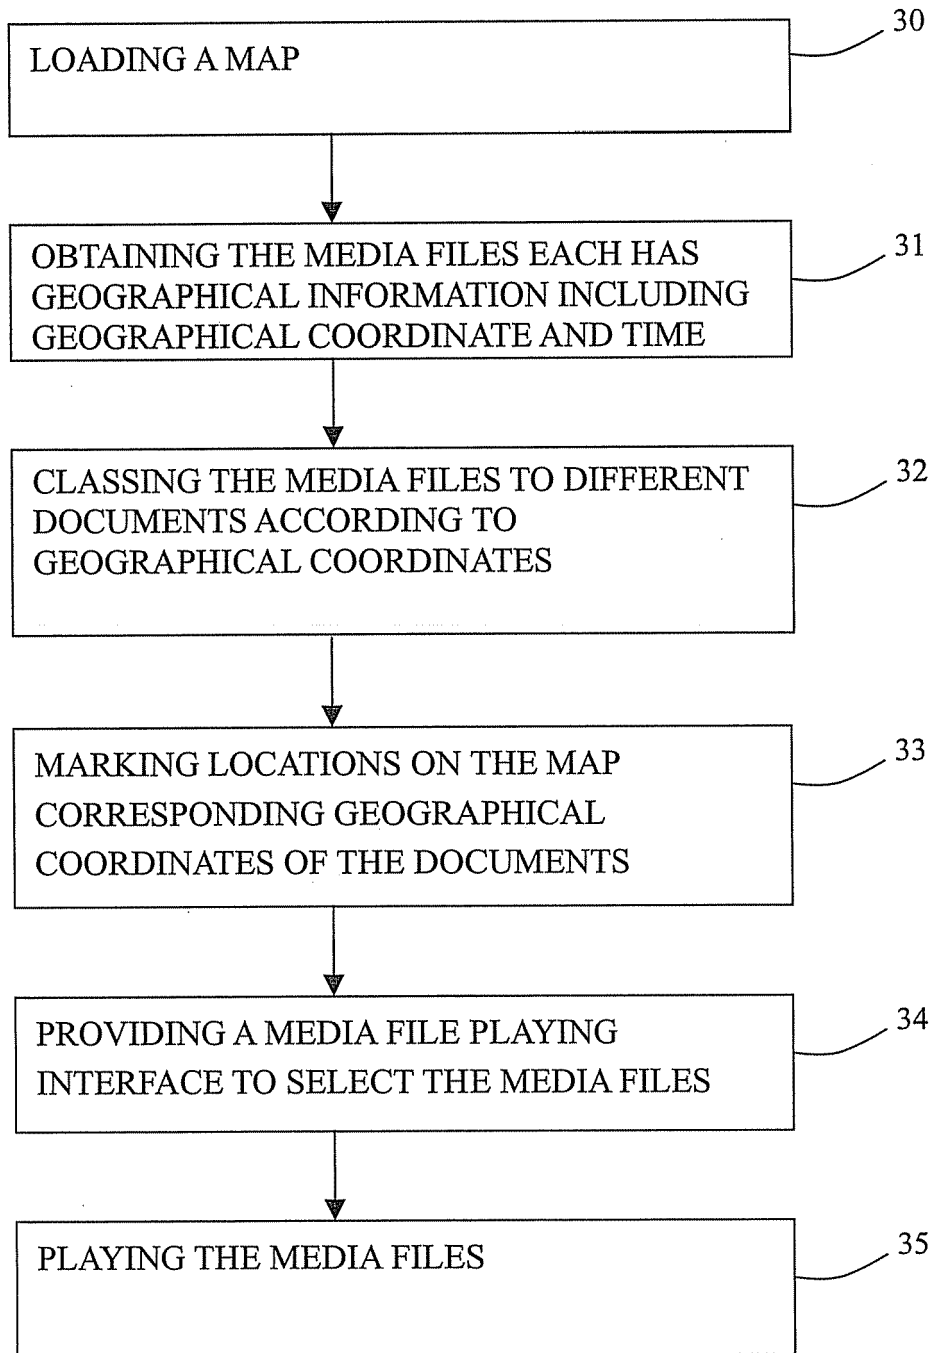 30
LOADING A MAP
31
OBTAINING THE MEDIA FILES EACH HAS
GEOGRAPHICAL INFORMATION INCLUDING
GEOGRAPHICAL COORDINATE AND TIME
32
CLASSING THE MEDIA FILES TO DIFFERENT
DOCUMENTS ACCORDING TO
GEOGRAPHICAL COORDINATES
33
MARKING LOCATIONS ON THE MAP
CORRESPONDING GEOGRAPHICAL
COORDINATES OF THE DOCUMENTS
34
PROVIDING A MEDIA FILE PLAYING
INTERFACE TO SELECT THE MEDIA FILES
35
PLAYING THE MEDIA FILES